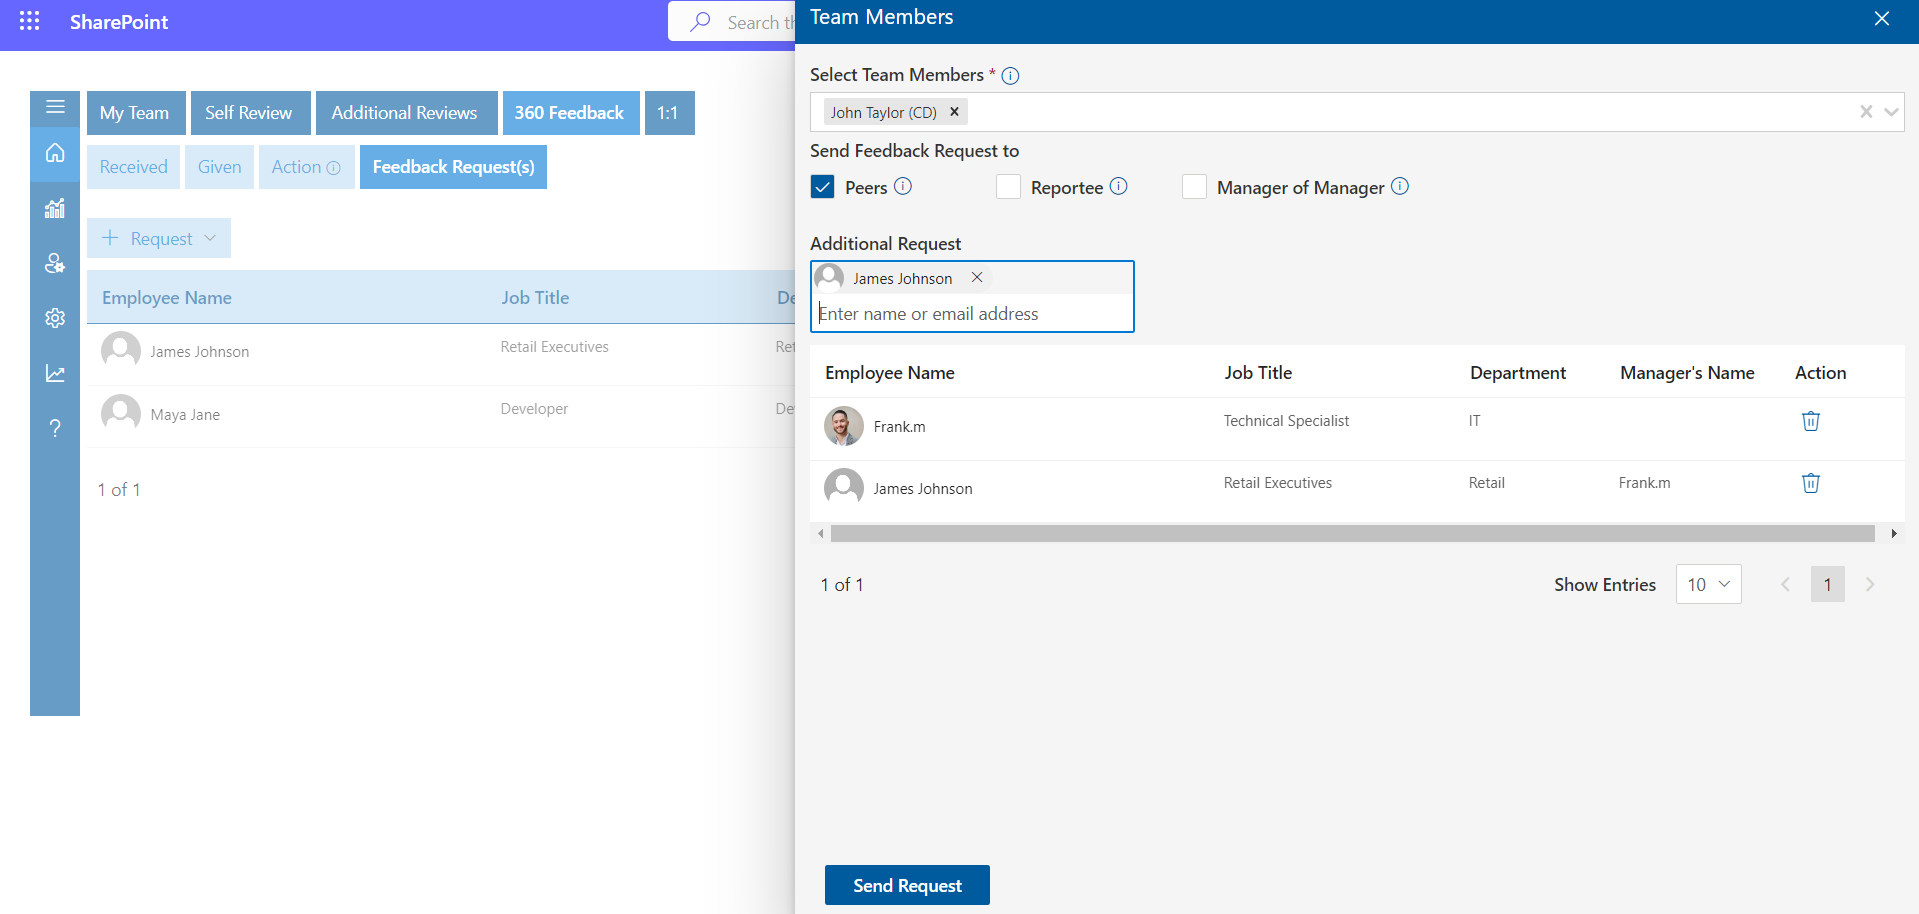 SharePoint
Search th
My Team
Self Review
Additional Reviews
360 Feedback
1:1
Received
Given
Action
Feedback Request(s)
Request
Employee Name
Job Title
De
James Johnson
Retail Executives
Ret
Maya Jane
Developer
De
1 of 1
Team Members
Select Team Members *
John Taylor (CD)
Send Feedback Request to
Peers
Reportee
Manager of Manager
Additional Request
James Johnson
Enter name or email address
Employee Name
Job Title
Department
Manager's Name
Action
Frank.m
Technical Specialist
IT
James Johnson
Retail Executives
Retail
Frank.m
1 of 1
Show Entries
10
1
Send Request